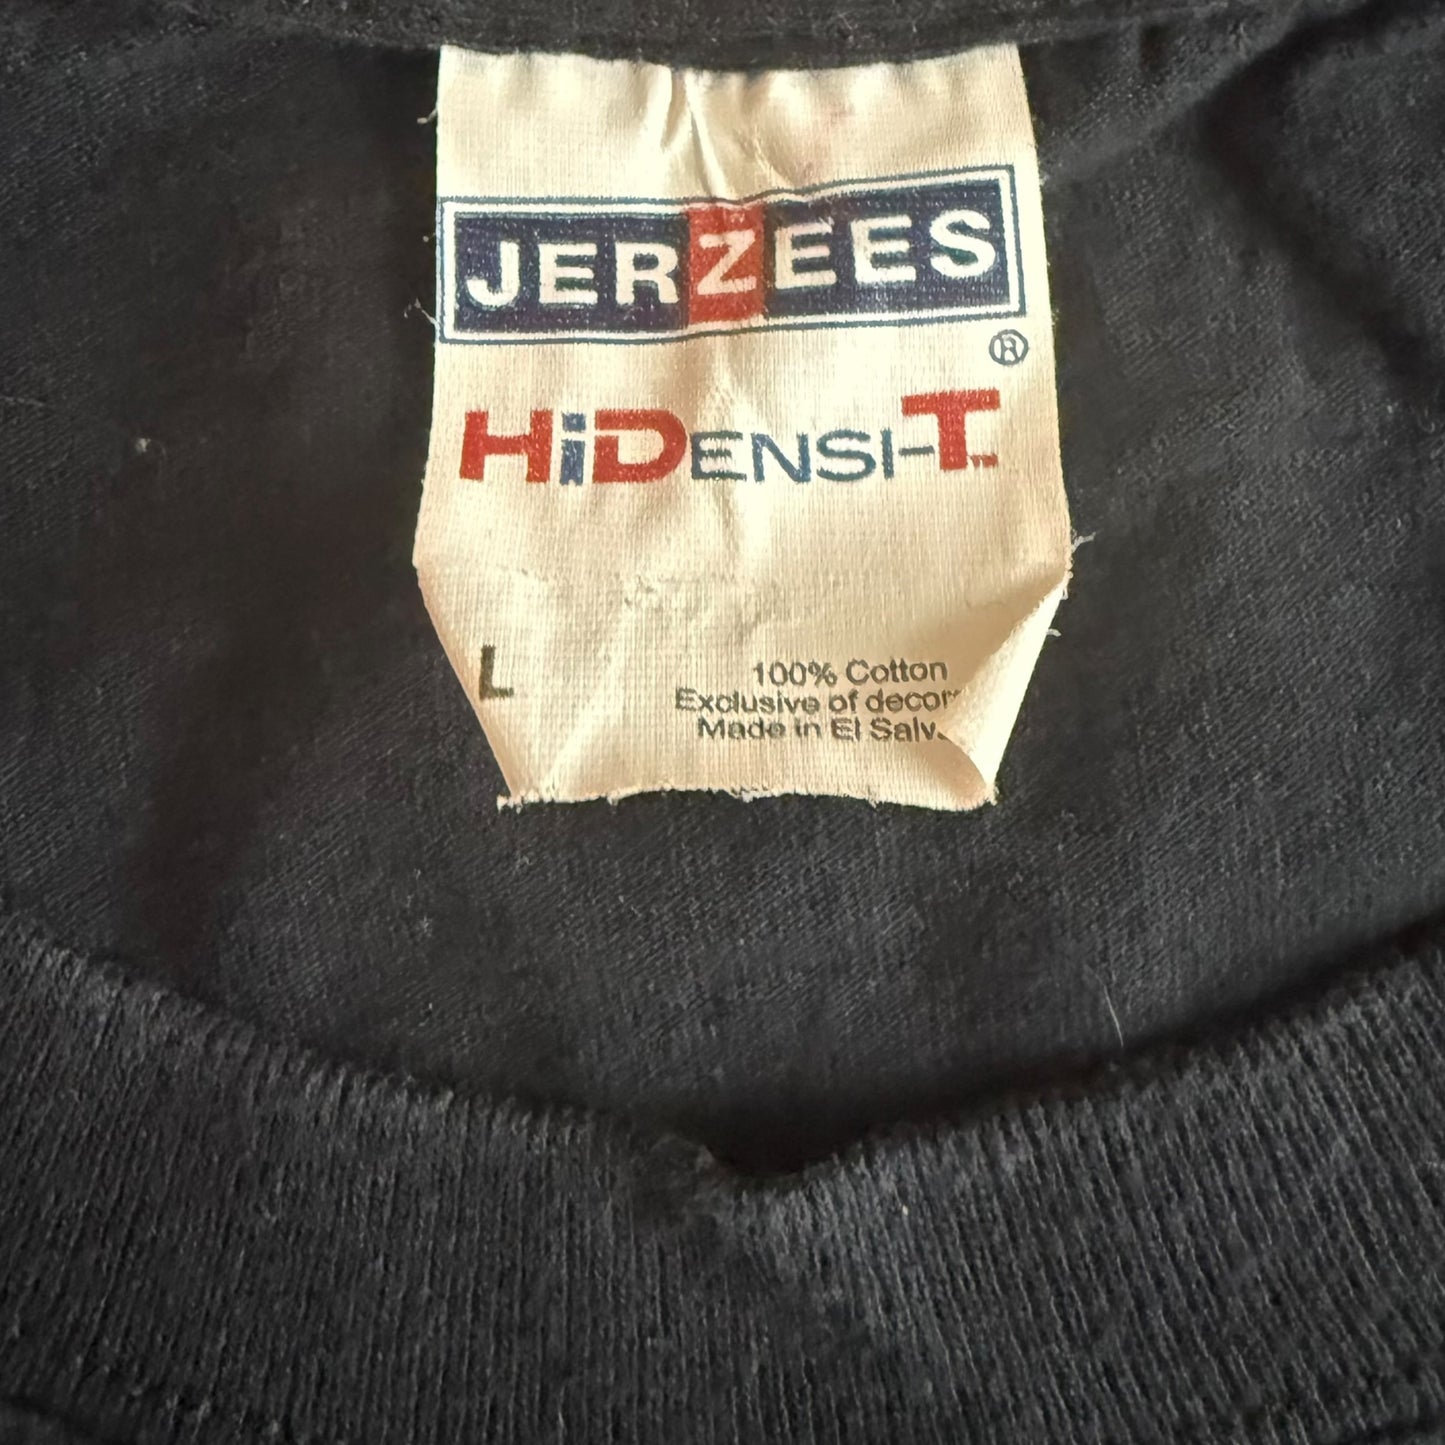 JERZEES
®
HiDENSI-T™
L
100% Cotton
Exclusive of decor
Made in El Salv